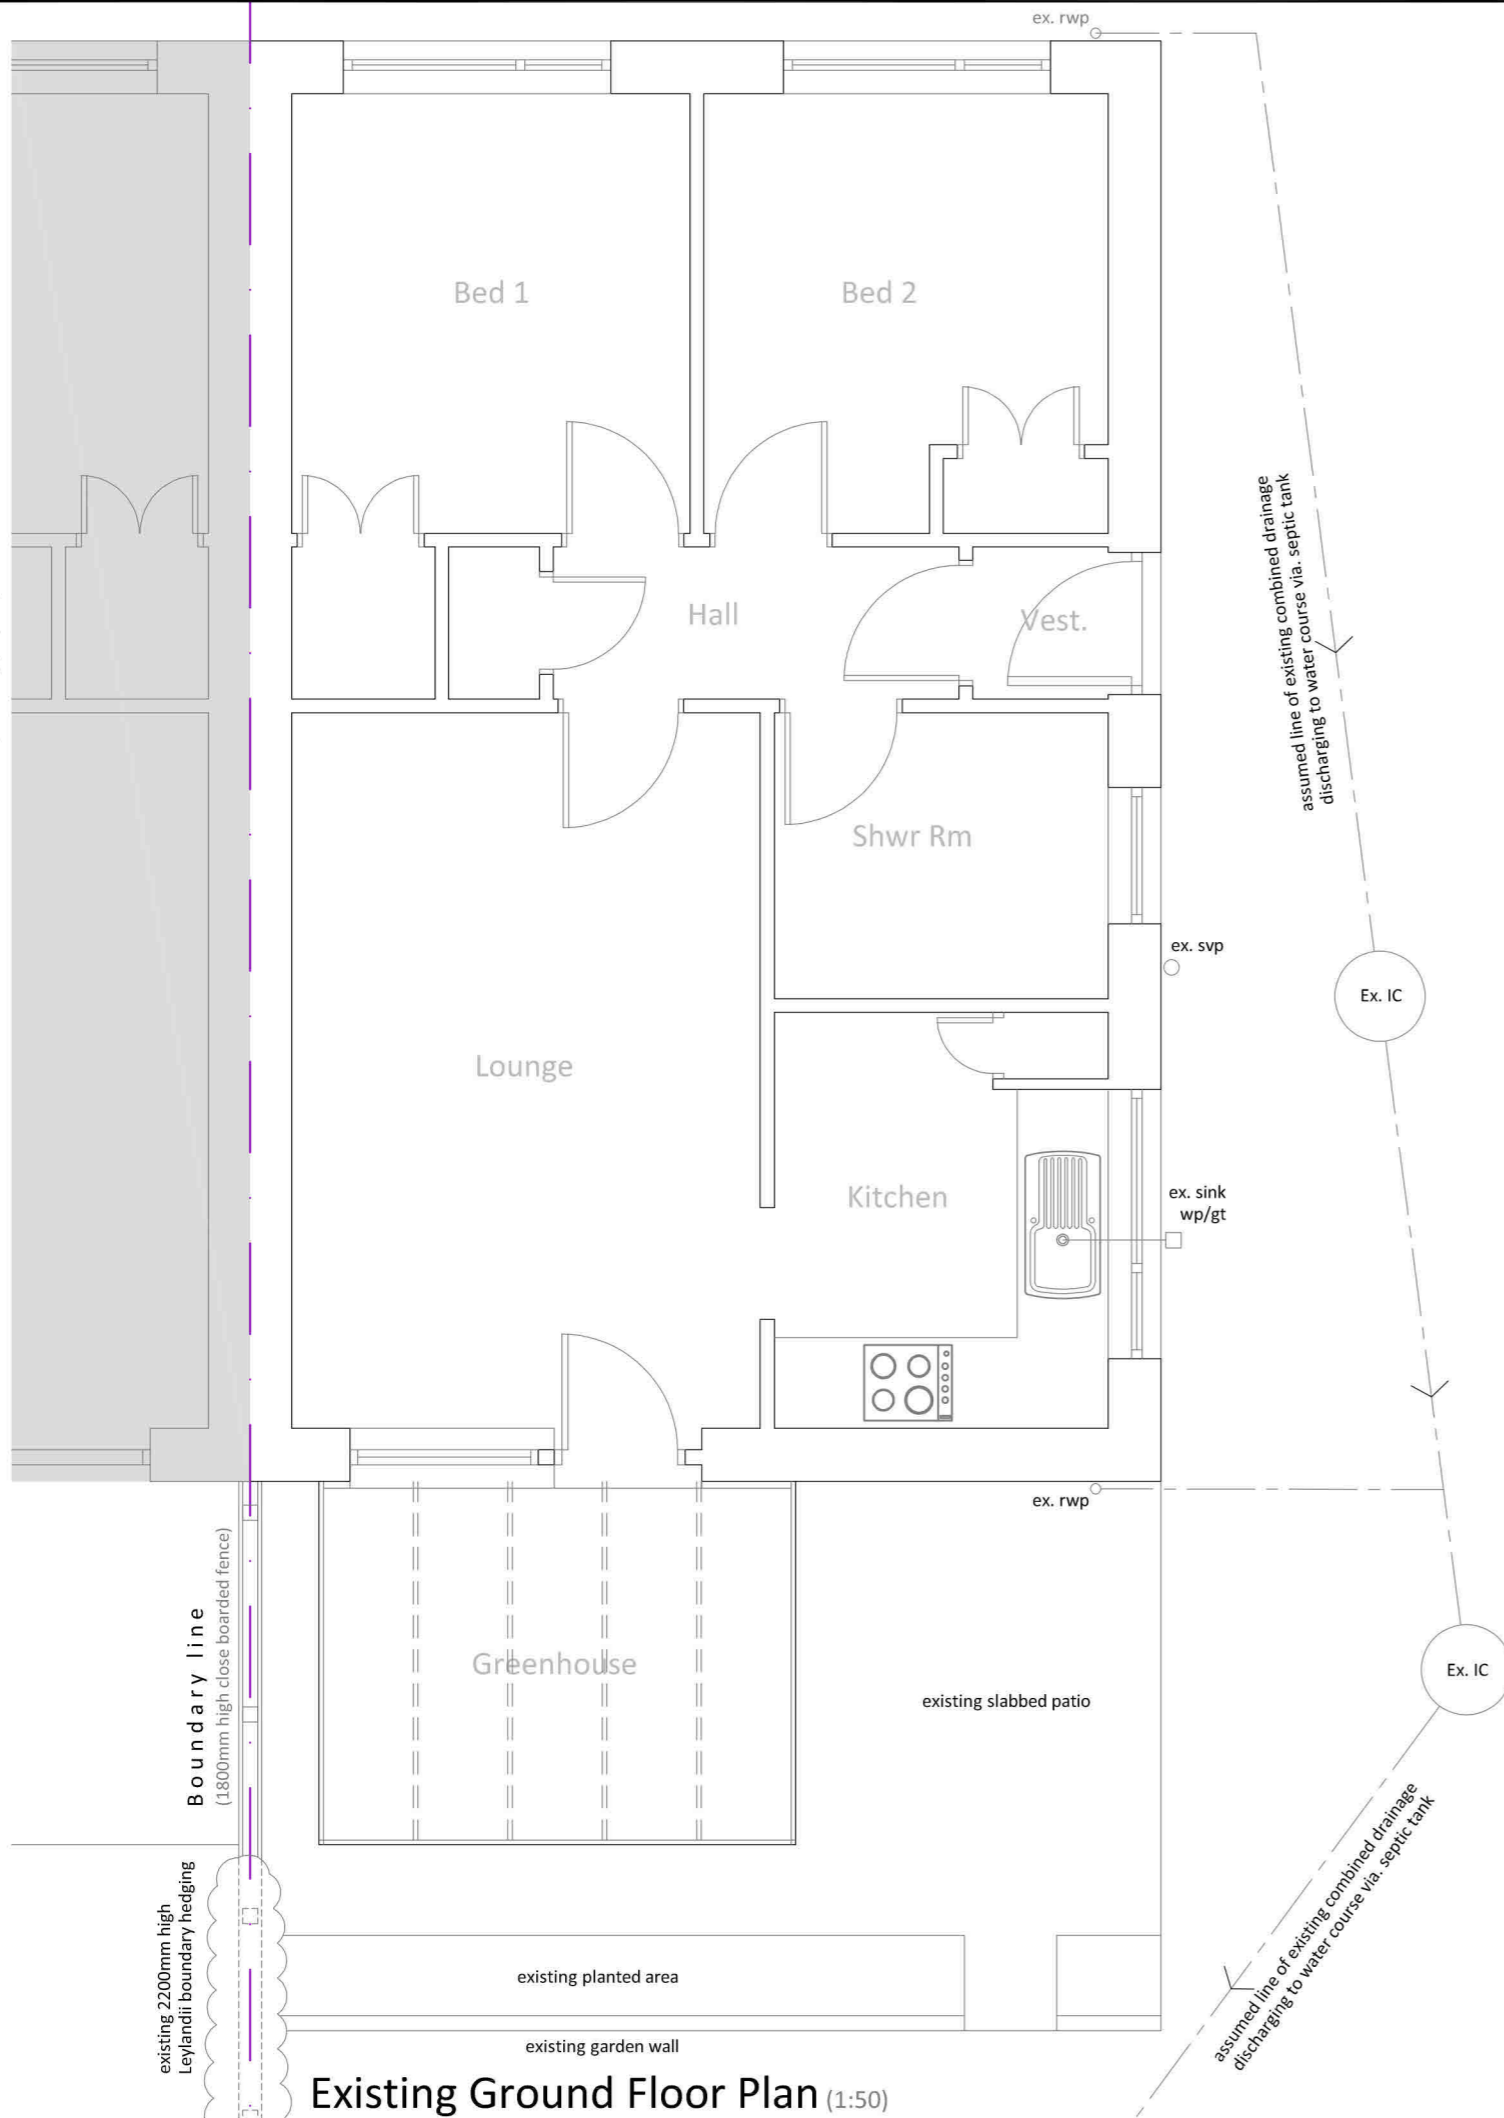 ex. rwp
Bed 1
Bed 2
assumed line of existing combined drainage
discharging to water course via. septic tank
Hall
Vest.
Shwr Rm
ex. svp
Ex. IC
Lounge
Kitchen
ex. sink
wp/gt
ex. rwp
Boundary line
(1800mm high close boarded fence)
Greenhouse
existing slabbed patio
Ex. IC
assumed line of existing combined drainage
discharging to water course via. septic tank
existing 2200mm high
Leylandii boundary hedging
existing planted area
existing garden wall
Existing Ground Floor Plan (1:50)